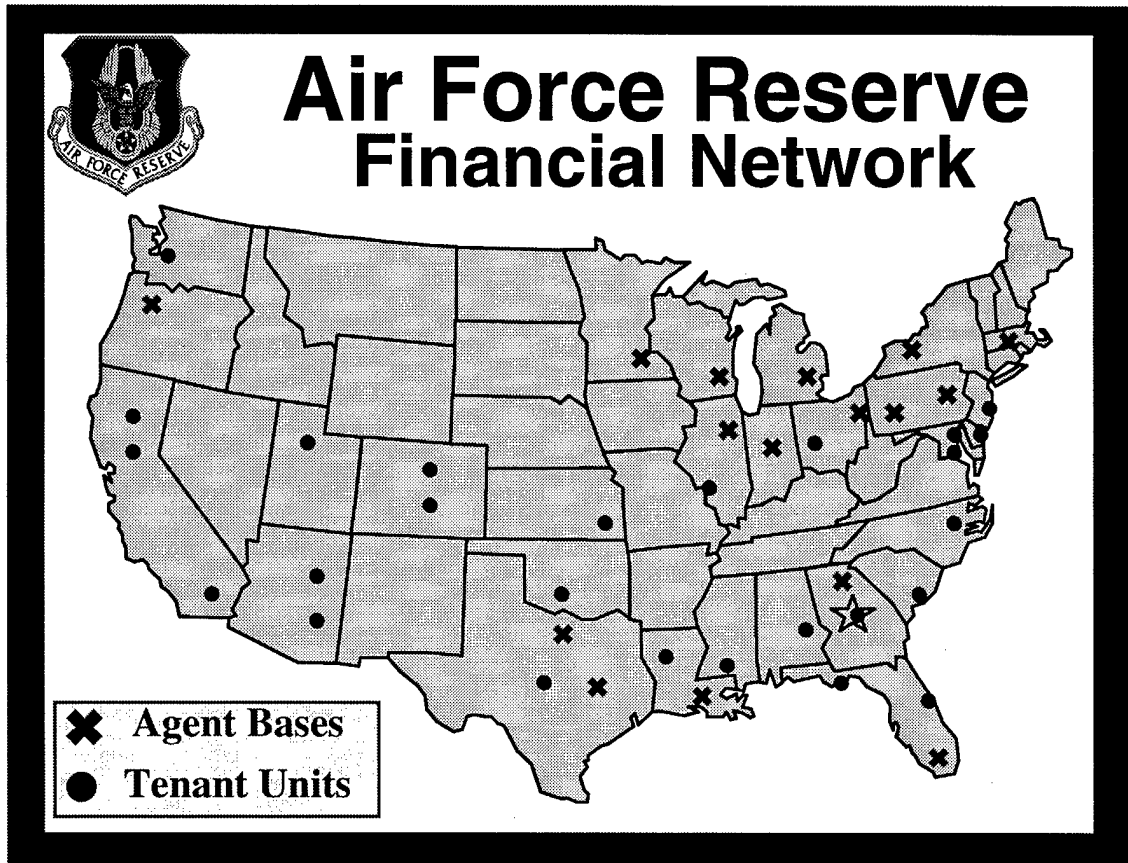 Air Force Reserve
Financial Network
AIR FORCE RESERVE
Agent Bases
Tenant Units